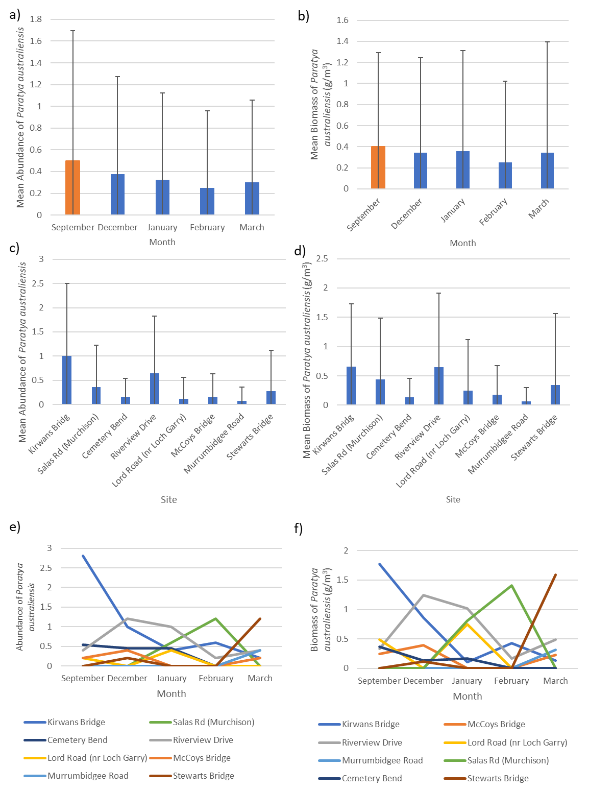 a)
Mean Abundance of Paratya australiensis
1.8
1.6
1.4
1.2
1
0.8
0.6
0.4
0.2
0
September December January February March
Month
b)
Mean Biomass of Paratya
australiensis (g/m³)
1.6
1.4
1.2
1
0.8
0.6
0.4
0.2
0
September
December
January
February
March
Month
c)
Mean Abundance of Paratya australiensis
3
2.5
2
1.5
1
0.5
0
Kirwans Bridg
Salas Rd (Murchison)
Cemetery Bend
Riverview Drive
Lord Road (nr Loch Garry)
McCoys Bridge
Murrumbidgee Road
Stewarts Bridge
Site
d)
Mean Biomass of Paratya
australiensis (g/m³)
2.5
2
1.5
1
0.5
0
Kirwans Bridg
Salas Rd (Murchison)
Cemetery Bend
Riverview Drive
Lord Road (nr Loch Garry)
McCoys Bridge
Murrumbidgee Road
Stewarts Bridge
Site
e)
Abundance of Paratya
australiensis
3
2.5
2
1.5
1
0.5
0
September December January February March
Month
Kirwans Bridge Salas Rd (Murchison)
Cemetery Bend Riverview Drive
Lord Road (nr Loch Garry) McCoys Bridge
Murrumbidgee Road Stewarts Bridge
f)
Biomass of Paratya
australiensis (g/m³)
2
1.5
1
0.5
0
September December January February March
Month
Kirwans Bridge McCoys Bridge
Riverview Drive Lord Road (nr Loch Garry)
Murrumbidgee Road Salas Rd (Murchison)
Cemetery Bend Stewarts Bridge